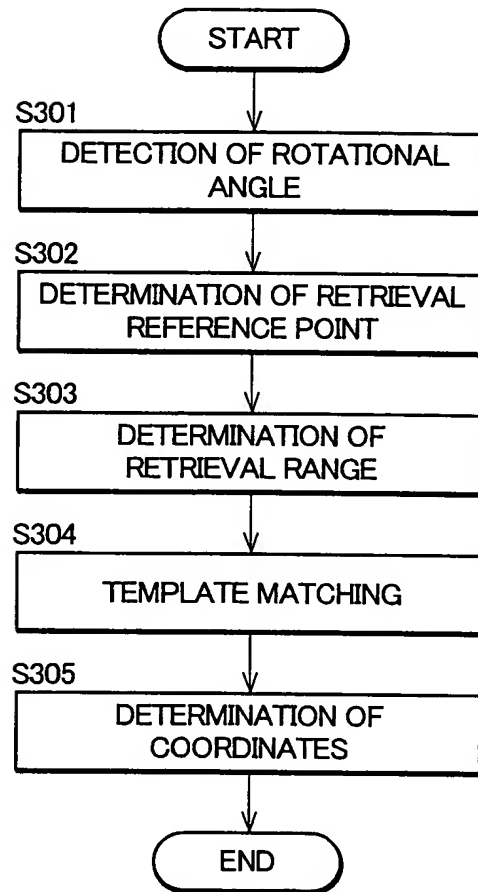 START
S301
DETECTION OF ROTATIONAL
ANGLE
S302
DETERMINATION OF RETRIEVAL
REFERENCE POINT
S303
DETERMINATION OF
RETRIEVAL RANGE
S304
TEMPLATE MATCHING
S305
DETERMINATION OF
COORDINATES
END